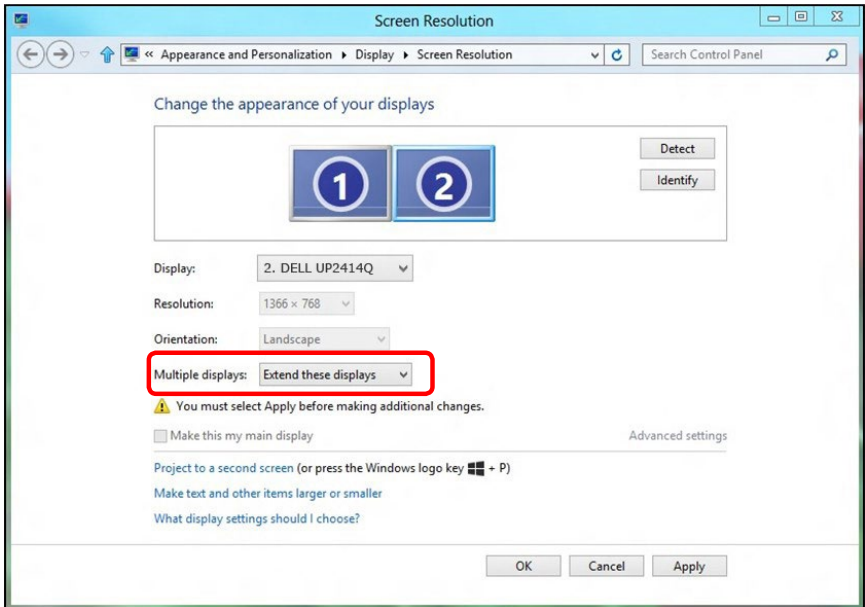 Screen Resolution
« Appearance and Personalization ▸ Display ▸ Screen Resolution
Search Control Panel
Change the appearance of your displays
1 2
Detect
Identify
Display: 2. DELL UP2414Q
Resolution: 1366 × 768
Orientation: Landscape
Multiple displays: Extend these displays
You must select Apply before making additional changes.
Make this my main display Advanced settings
Project to a second screen (or press the Windows logo key + P)
Make text and other items larger or smaller
What display settings should I choose?
OK Cancel Apply